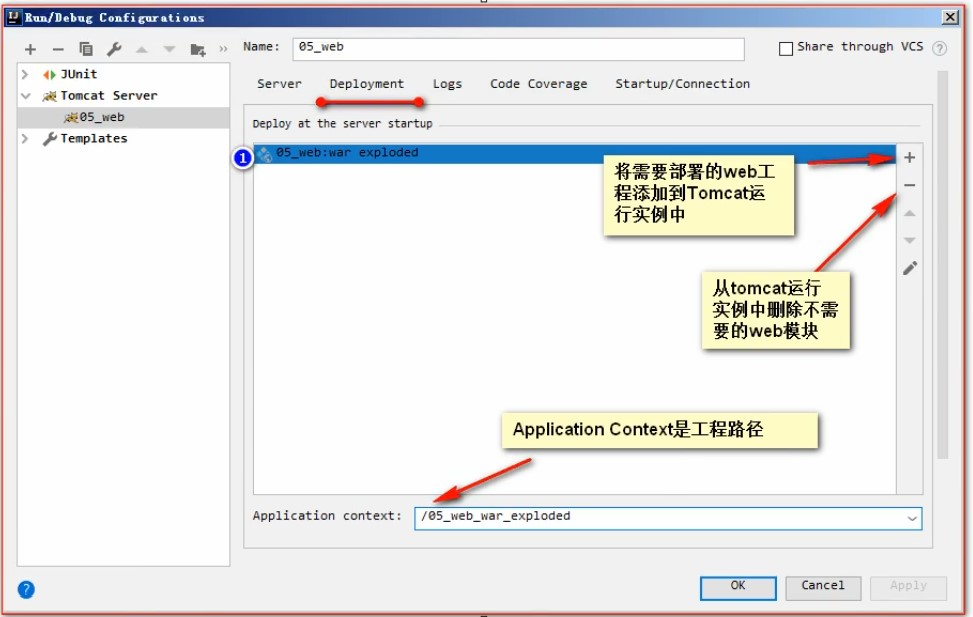 Run/Debug Configurations
Name: 05_web
Share through VCS
JUnit
Tomcat Server
05_web
Templates
Server Deployment Logs Code Coverage Startup/Connection
Deploy at the server startup
1
05_web:war exploded
将需要部署的web工
程添加到Tomcat运
行实例中
从tomcat运行
实例中删除不需
要的web模块
Application Context是工程路径
Application context: /05_web_war_exploded
OK Cancel Apply